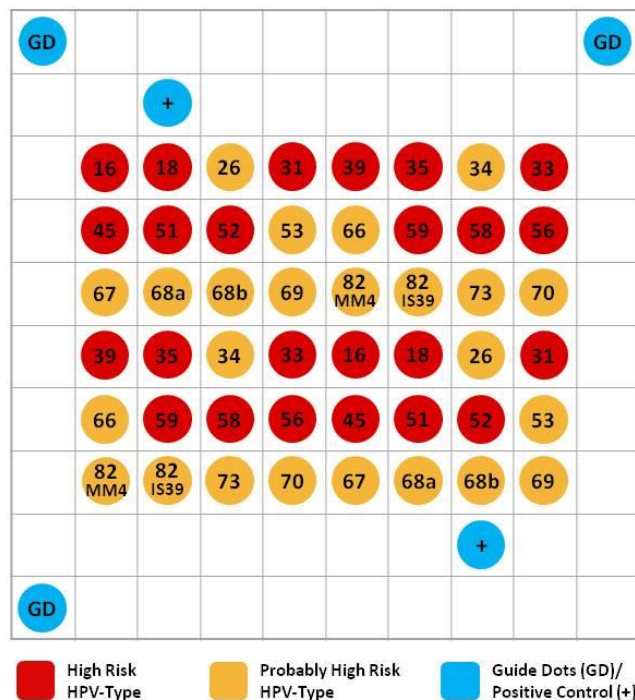 GD GD
+
16 18 26 31 39 35 34 33
45 51 52 53 66 59 58 56
67 68a 68b 69 82 MM4 82 IS39 73 70
39 35 34 33 16 18 26 31
66 59 58 56 45 51 52 53
82 MM4 82 IS39 73 70 67 68a 68b 69
+
GD
High Risk
HPV-Type
Probably High Risk
HPV-Type
Guide Dots (GD)/
Positive Control (+)